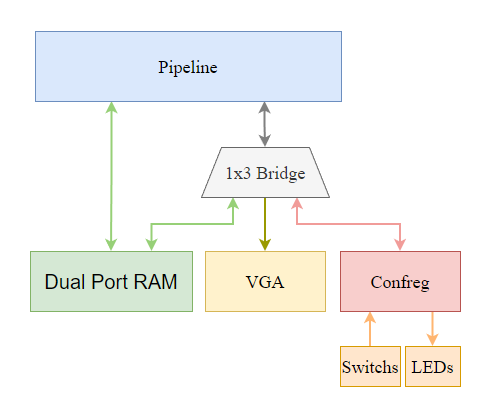 Pipeline
1x3 Bridge
Dual Port RAM
VGA
Confreg
Switchs
LEDs